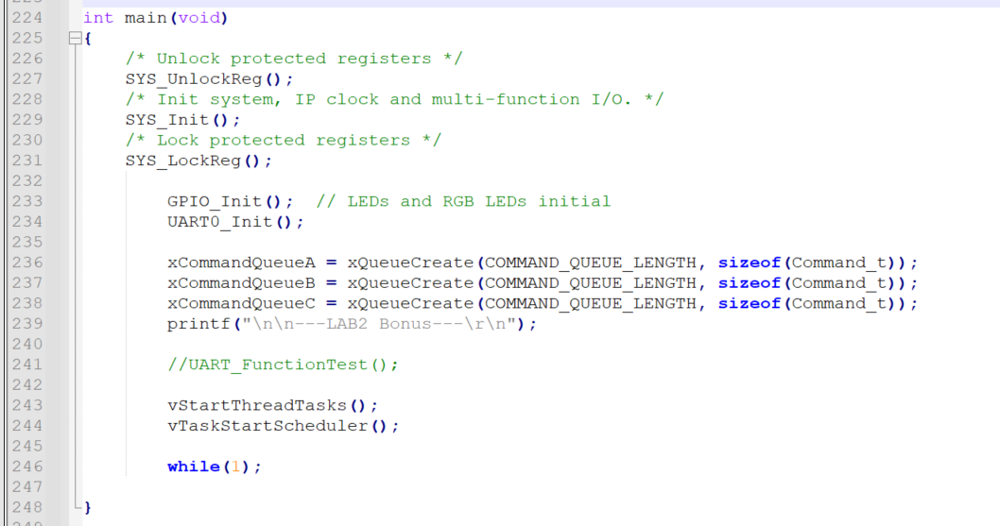 224 int main(void)
225 {
226 /* Unlock protected registers */
227 SYS_UnlockReg();
228 /* Init system, IP clock and multi-function I/O. */
229 SYS_Init();
230 /* Lock protected registers */
231 SYS_LockReg();
232
233 GPIO_Init();  // LEDs and RGB LEDs initial
234 UART0_Init();
235
236 xCommandQueueA = xQueueCreate(COMMAND_QUEUE_LENGTH, sizeof(Command_t));
237 xCommandQueueB = xQueueCreate(COMMAND_QUEUE_LENGTH, sizeof(Command_t));
238 xCommandQueueC = xQueueCreate(COMMAND_QUEUE_LENGTH, sizeof(Command_t));
239 printf("\n\n---LAB2 Bonus---\r\n");
240
241 //UART_FunctionTest();
242
243 vStartThreadTasks();
244 vTaskStartScheduler();
245
246 while(1);
247
248 }